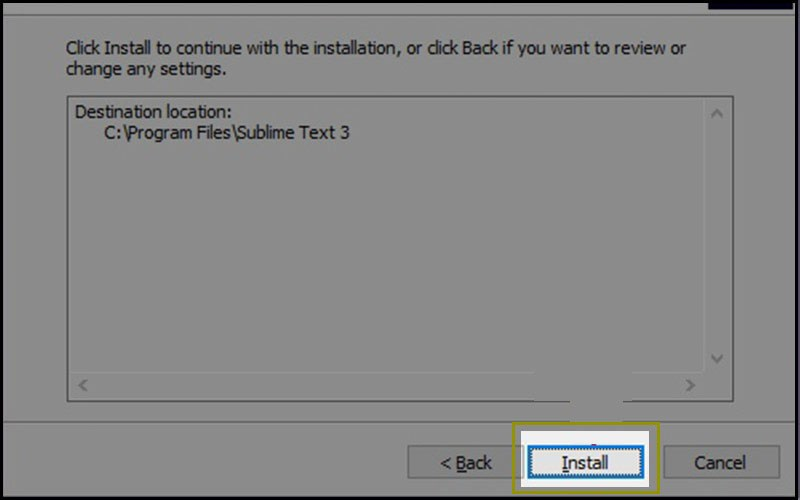 Click Install to continue with the installation, or click Back if you want to review or
change any settings.
Destination location:
C:\Program Files\Sublime Text 3
< Back
Install
Cancel